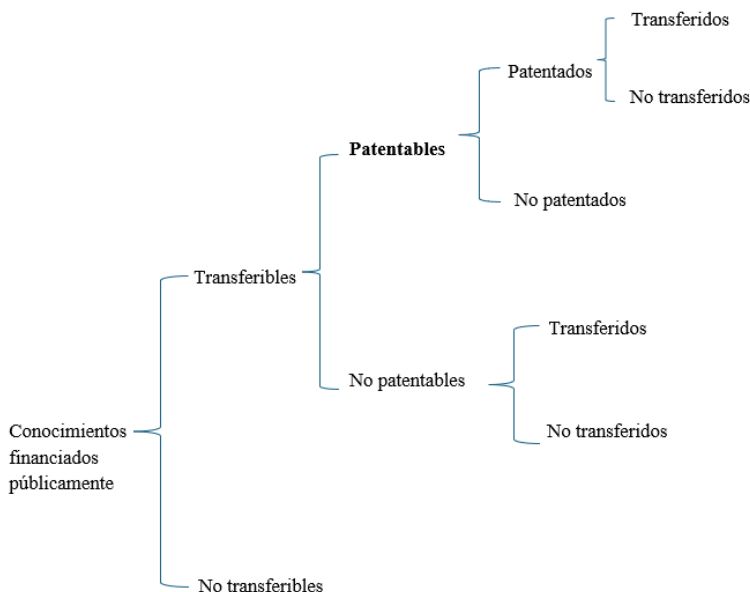 Transferidos
Patentados
No transferidos
Patentables
No patentados
Transferibles
Transferidos
No patentables
No transferidos
Conocimientos
financiados
públicamente
No transferibles